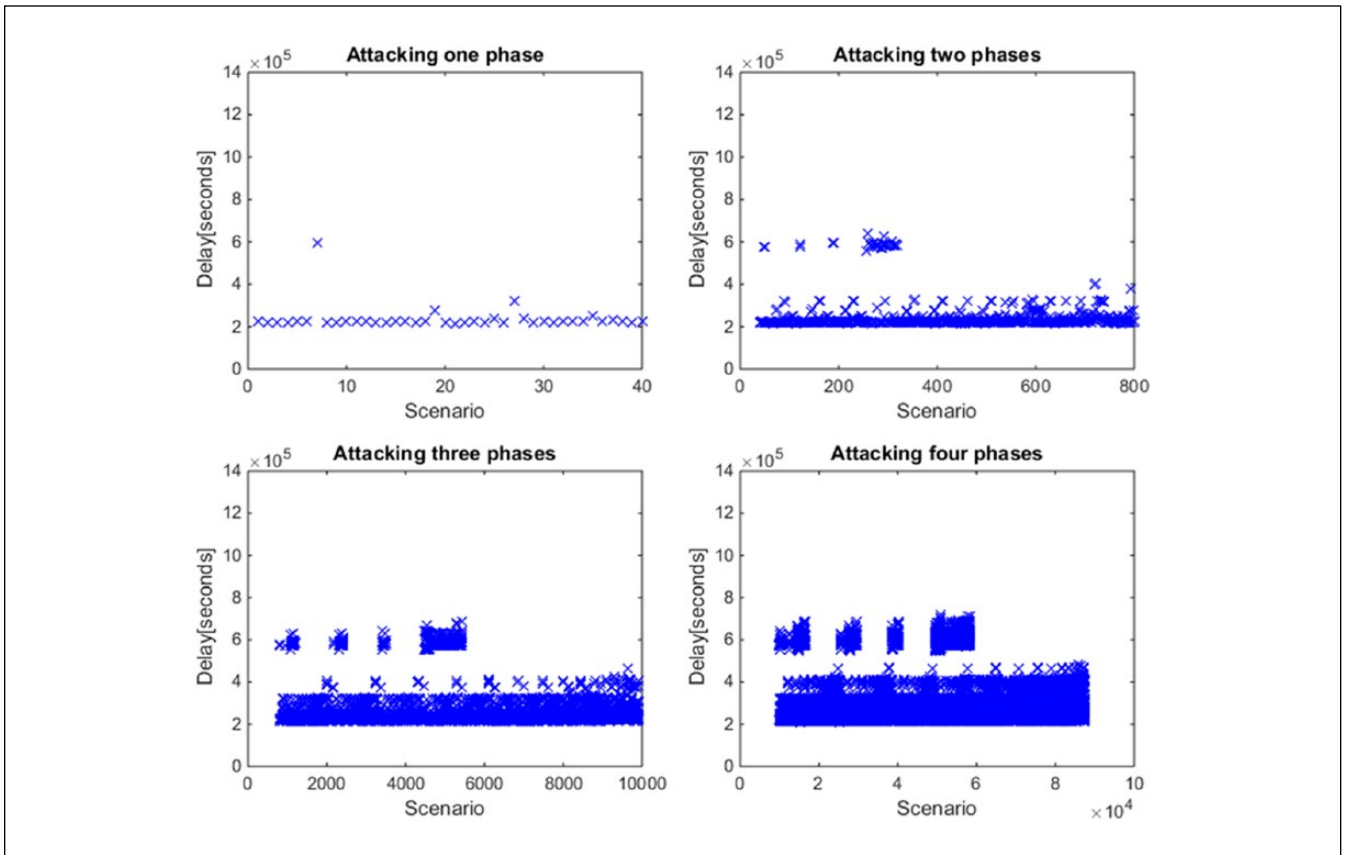 Attacking one phase
× 10^5
14
12
10
8
6
4
2
0
Delay[seconds]
0 10 20 30 40
Scenario
Attacking two phases
× 10^5
14
12
10
8
6
4
2
0
Delay[seconds]
0 200 400 600 800
Scenario
Attacking three phases
× 10^5
14
12
10
8
6
4
2
0
Delay[seconds]
0 2000 4000 6000 8000 10000
Scenario
Attacking four phases
× 10^5
14
12
10
8
6
4
2
0
Delay[seconds]
0 2 4 6 8 10
Scenario
× 10^4